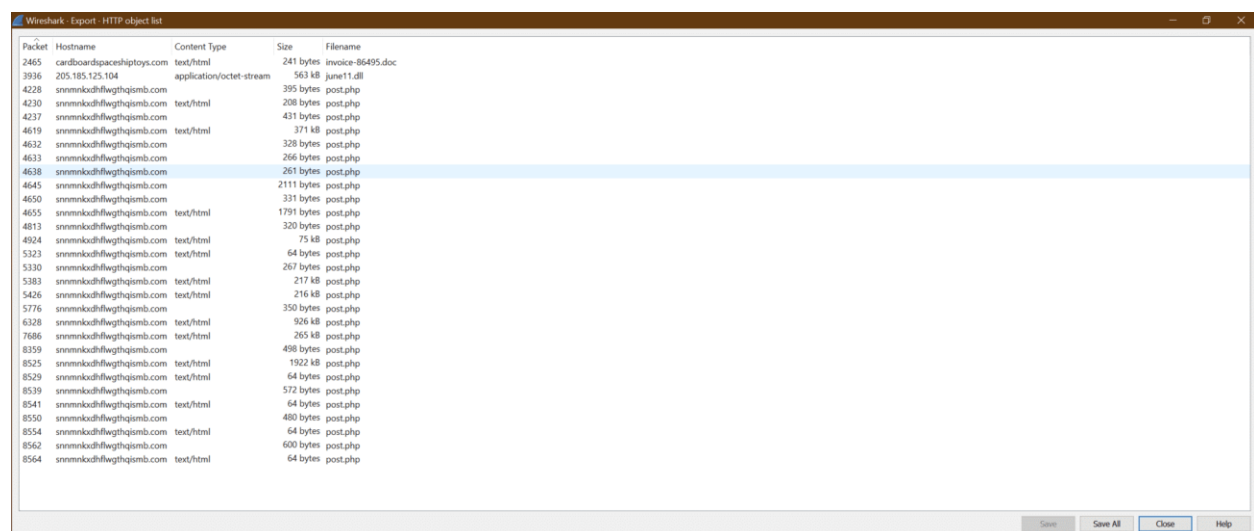 Wireshark · Export · HTTP object list
Packet Hostname Content Type Size Filename
2465 cardboardspaceshiptoys.com text/html 241 bytes invoice-86495.doc
3936 205.185.125.104 application/octet-stream 563 kB june11.dll
4228 snnmnkxdhflwgthqismb.com 395 bytes post.php
4230 snnmnkxdhflwgthqismb.com text/html 208 bytes post.php
4237 snnmnkxdhflwgthqismb.com 431 bytes post.php
4619 snnmnkxdhflwgthqismb.com text/html 371 kB post.php
4632 snnmnkxdhflwgthqismb.com 328 bytes post.php
4633 snnmnkxdhflwgthqismb.com 266 bytes post.php
4638 snnmnkxdhflwgthqismb.com 261 bytes post.php
4645 snnmnkxdhflwgthqismb.com 2111 bytes post.php
4650 snnmnkxdhflwgthqismb.com 331 bytes post.php
4655 snnmnkxdhflwgthqismb.com text/html 1791 bytes post.php
4813 snnmnkxdhflwgthqismb.com 320 bytes post.php
4924 snnmnkxdhflwgthqismb.com text/html 75 kB post.php
5323 snnmnkxdhflwgthqismb.com text/html 64 bytes post.php
5330 snnmnkxdhflwgthqismb.com 267 bytes post.php
5383 snnmnkxdhflwgthqismb.com text/html 217 kB post.php
5426 snnmnkxdhflwgthqismb.com text/html 216 kB post.php
5776 snnmnkxdhflwgthqismb.com 350 bytes post.php
6328 snnmnkxdhflwgthqismb.com text/html 926 kB post.php
7686 snnmnkxdhflwgthqismb.com text/html 265 kB post.php
8359 snnmnkxdhflwgthqismb.com 498 bytes post.php
8525 snnmnkxdhflwgthqismb.com text/html 1922 kB post.php
8529 snnmnkxdhflwgthqismb.com text/html 64 bytes post.php
8539 snnmnkxdhflwgthqismb.com 572 bytes post.php
8541 snnmnkxdhflwgthqismb.com text/html 64 bytes post.php
8550 snnmnkxdhflwgthqismb.com 480 bytes post.php
8554 snnmnkxdhflwgthqismb.com text/html 64 bytes post.php
8562 snnmnkxdhflwgthqismb.com 600 bytes post.php
8564 snnmnkxdhflwgthqismb.com text/html 64 bytes post.php
Save Save All Close Help